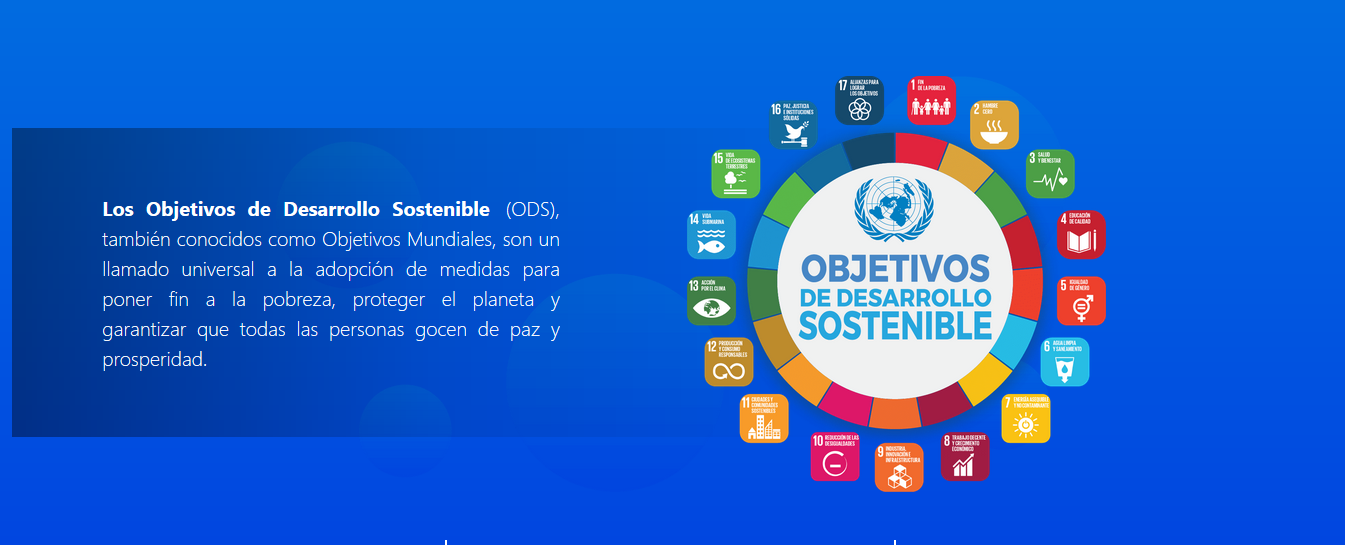 Los Objetivos de Desarrollo Sostenible (ODS),
también conocidos como Objetivos Mundiales, son un
llamado universal a la adopción de medidas para
poner fin a la pobreza, proteger el planeta y
garantizar que todas las personas gocen de paz y
prosperidad.
OBJETIVOS
DE DESARROLLO
SOSTENIBLE
1 FIN
DE LA POBREZA
2 HAMBRE
CERO
3 SALUD
Y BIENESTAR
4 EDUCACIÓN
DE CALIDAD
5 IGUALDAD
DE GÉNERO
6 AGUA LIMPIA
Y SANEAMIENTO
7 ENERGÍA ASEQUIBLE
Y NO CONTAMINANTE
8 TRABAJO DECENTE
Y CRECIMIENTO
ECONÓMICO
9 INDUSTRIA,
INNOVACIÓN E
INFRAESTRUCTURA
10 REDUCCIÓN DE LAS
DESIGUALDADES
11 CIUDADES Y
COMUNIDADES
SOSTENIBLES
12 PRODUCCIÓN
Y CONSUMO
RESPONSABLES
13 ACCIÓN
POR EL CLIMA
14 VIDA
SUBMARINA
15 VIDA
DE ECOSISTEMAS
TERRESTRES
16 PAZ, JUSTICIA
E INSTITUCIONES
SÓLIDAS
17 ALIANZAS PARA
LOGRAR
LOS OBJETIVOS